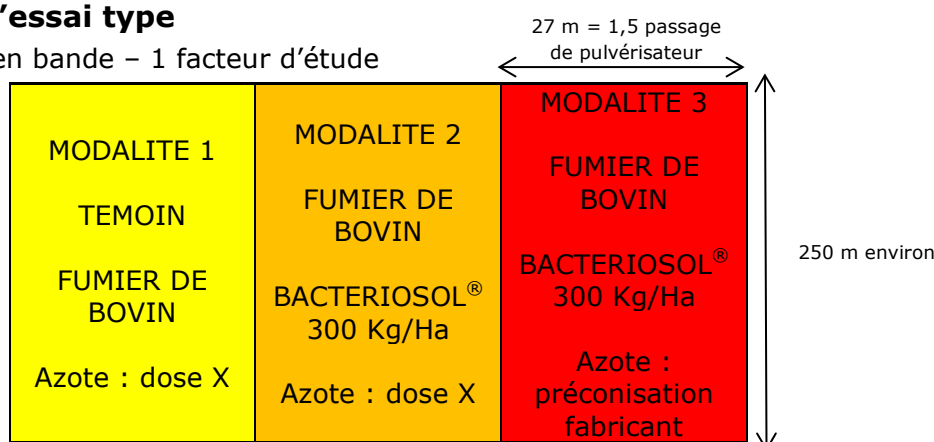 ’essai type
en bande – 1 facteur d’étude
27 m = 1,5 passage
de pulvérisateur
MODALITE 1
TEMOIN
FUMIER DE
BOVIN
Azote : dose X
MODALITE 2
FUMIER DE
BOVIN
BACTERIOSOL®
300 Kg/Ha
Azote : dose X
MODALITE 3
FUMIER DE
BOVIN
BACTERIOSOL®
300 Kg/Ha
Azote :
préconisation
fabricant
250 m environ